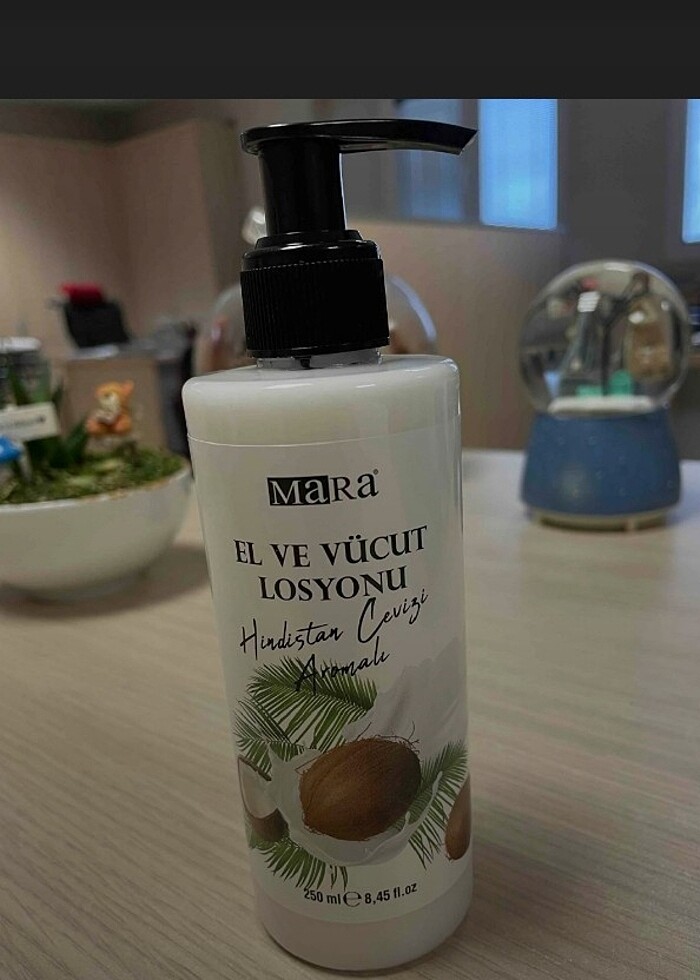 MaRa®
EL VE VÜCUT
LOSYONU
Hindistan Cevizi
Aromalı
250 ml ℮ 8,45 fl.oz